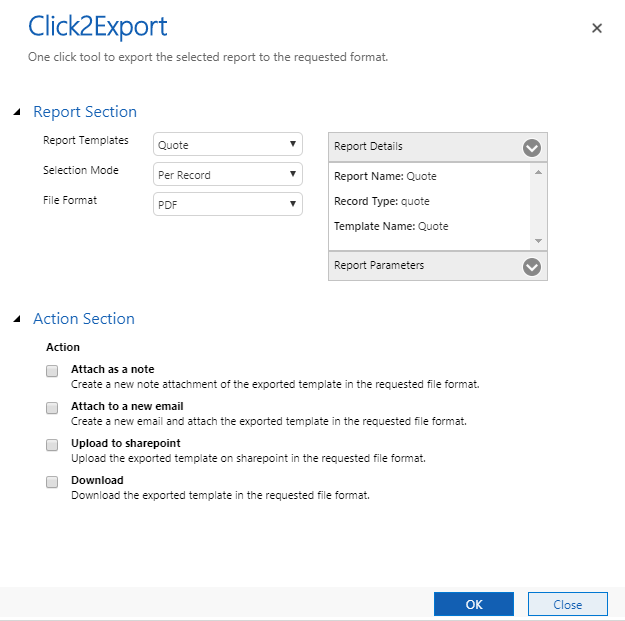 Click2Export
One click tool to export the selected report to the requested format.
Report Section
Report Templates
Quote
Selection Mode
Per Record
File Format
PDF
Report Details
Report Name: Quote
Record Type: quote
Template Name: Quote
Report Parameters
Action Section
Action
Attach as a note
Create a new note attachment of the exported template in the requested file format.
Attach to a new email
Create a new email and attach the exported template in the requested file format.
Upload to sharepoint
Upload the exported template on sharepoint in the requested file format.
Download
Download the exported template in the requested file format.
OK
Close